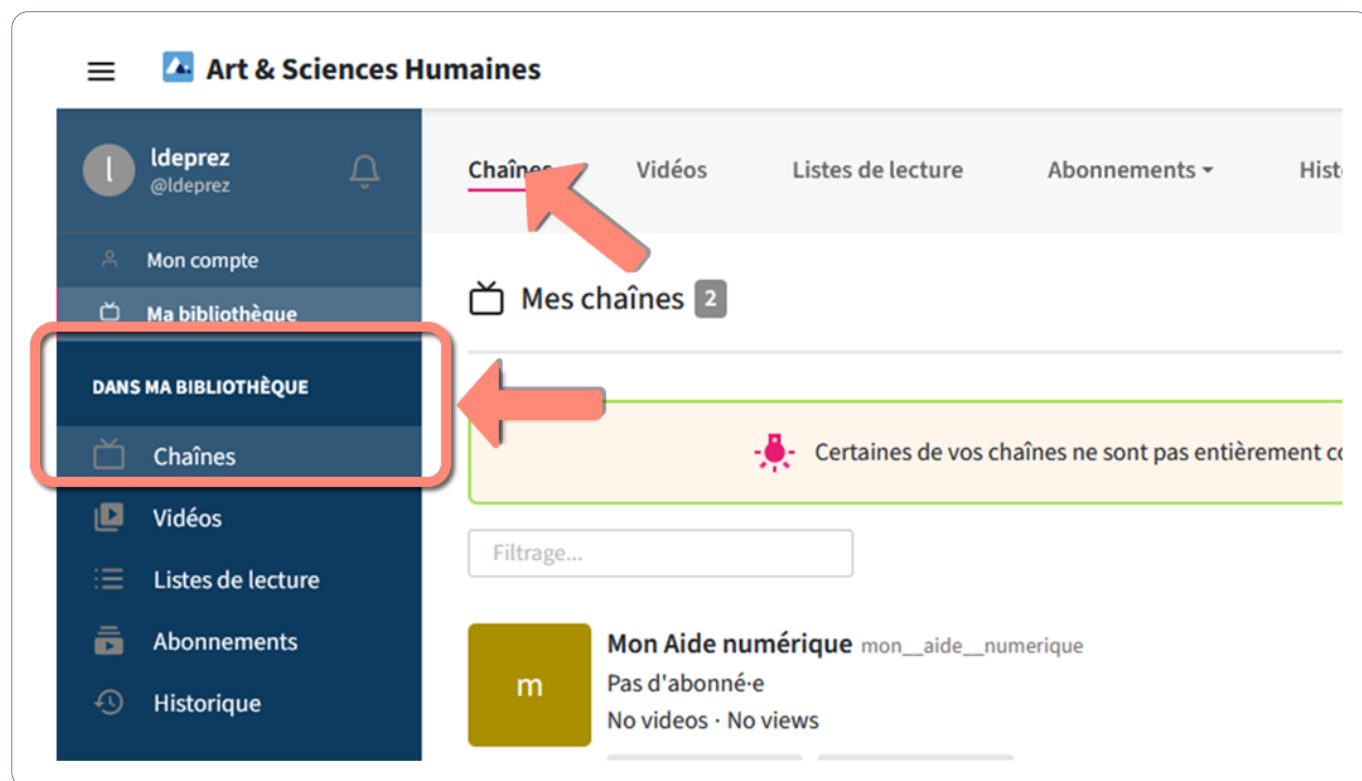 Art & Sciences Humaines
l
ldeprez
@ldeprez
Mon compte
Ma bibliothèque
DANS MA BIBLIOTHÈQUE
Chaînes
Vidéos
Listes de lecture
Abonnements
Historique
Chaînes Vidéos Listes de lecture Abonnements Hist
Mes chaînes 2
Certaines de vos chaînes ne sont pas entièrement co
Filtrage...
m
Mon Aide numérique mon__aide__numerique
Pas d'abonné·e
No videos · No views